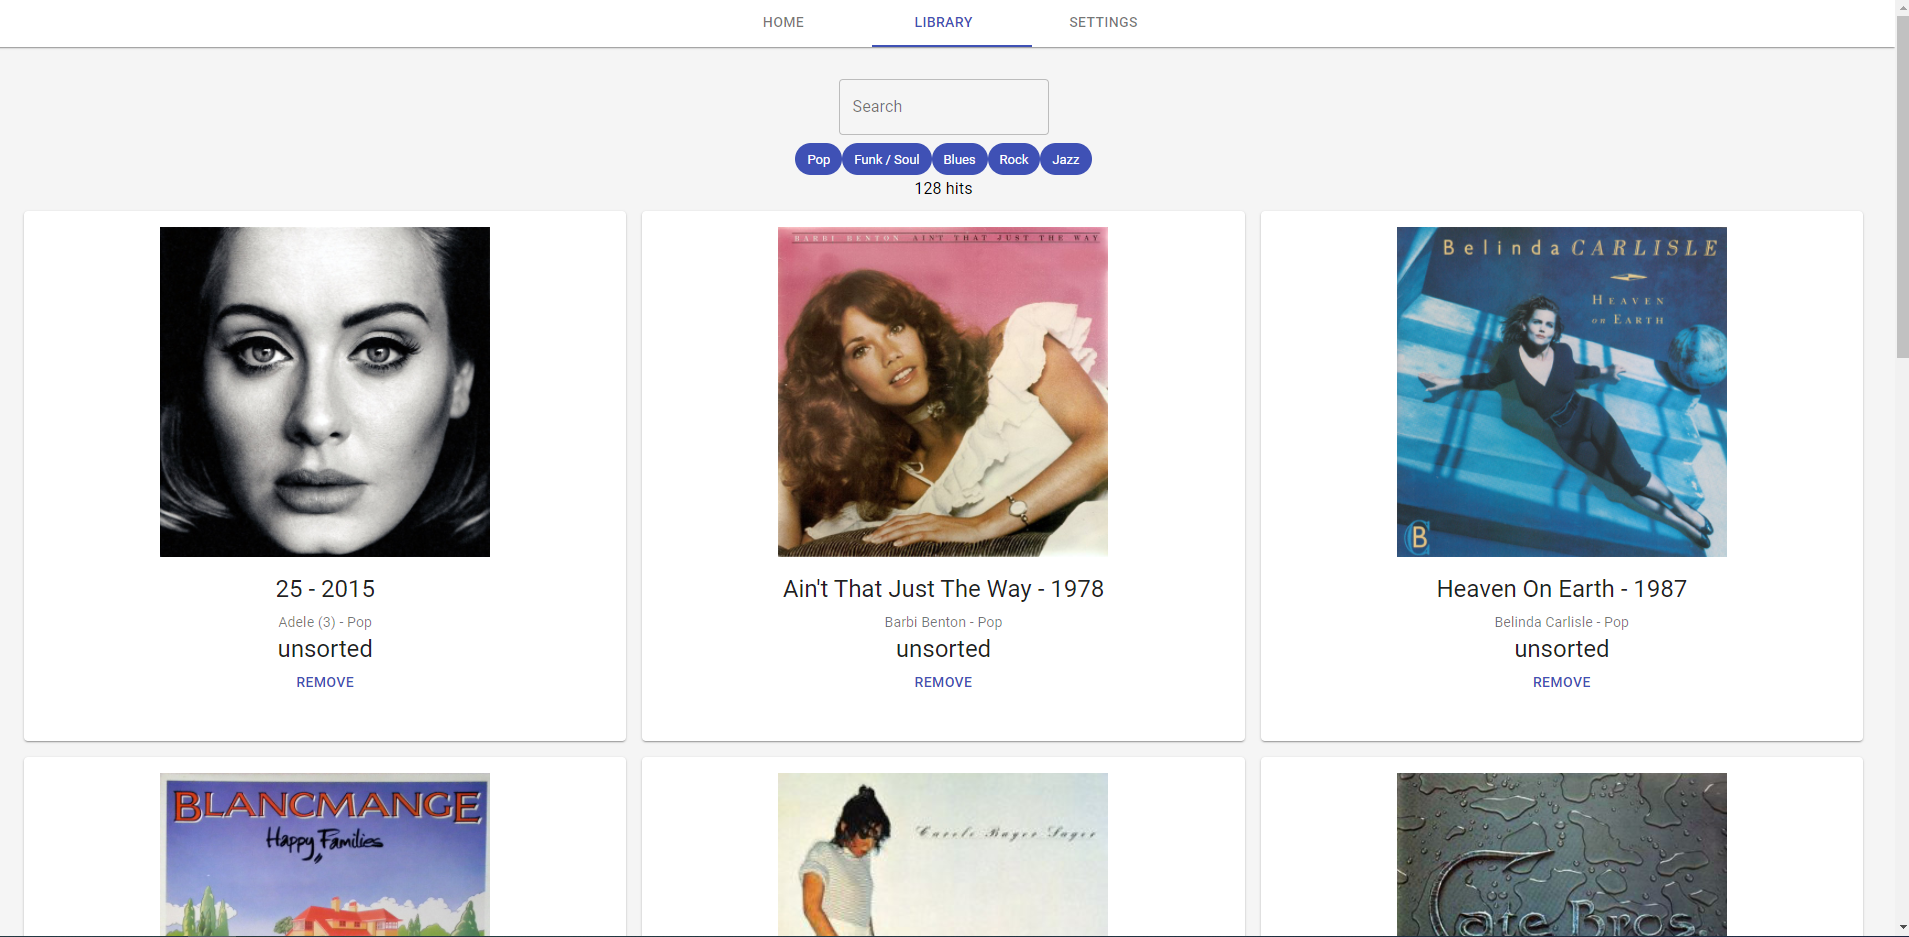 HOME LIBRARY SETTINGS
Search
Pop Funk / Soul Blues Rock Jazz
128 hits
BARBI BENTON AINT THAT JUST THE WAY
Belinda CARLISLE
HEAVEN
on EARTH
CB
25 - 2015
Adele (3) - Pop
unsorted
REMOVE
Ain't That Just The Way - 1978
Barbi Benton - Pop
unsorted
REMOVE
Heaven On Earth - 1987
Belinda Carlisle - Pop
unsorted
REMOVE
BLANCMANGE
Happy Families
Carole Bayer Sager
Cate Bros.